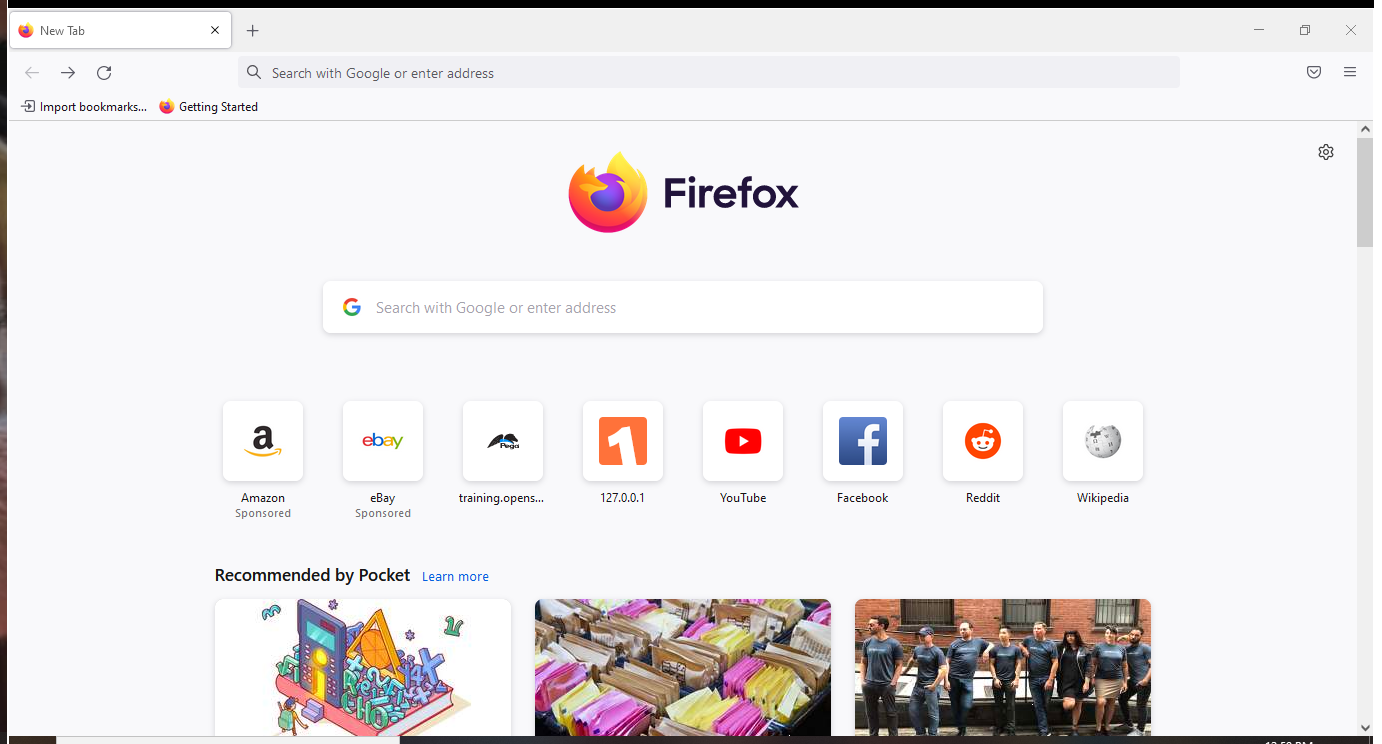 New Tab
Search with Google or enter address
Import bookmarks... Getting Started
Firefox
Search with Google or enter address
Amazon eBay training.opens... 127.0.0.1 YouTube Facebook Reddit Wikipedia
Sponsored Sponsored
Recommended by Pocket Learn more